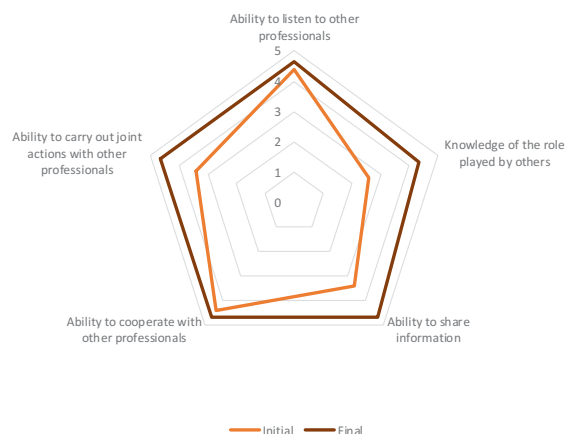 Ability to listen to other
professionals
5
4
3
2
1
0
Knowledge of the role
played by others
Ability to share
information
Ability to cooperate with
other professionals
Ability to carry out joint
actions with other
professionals
Initial
Final